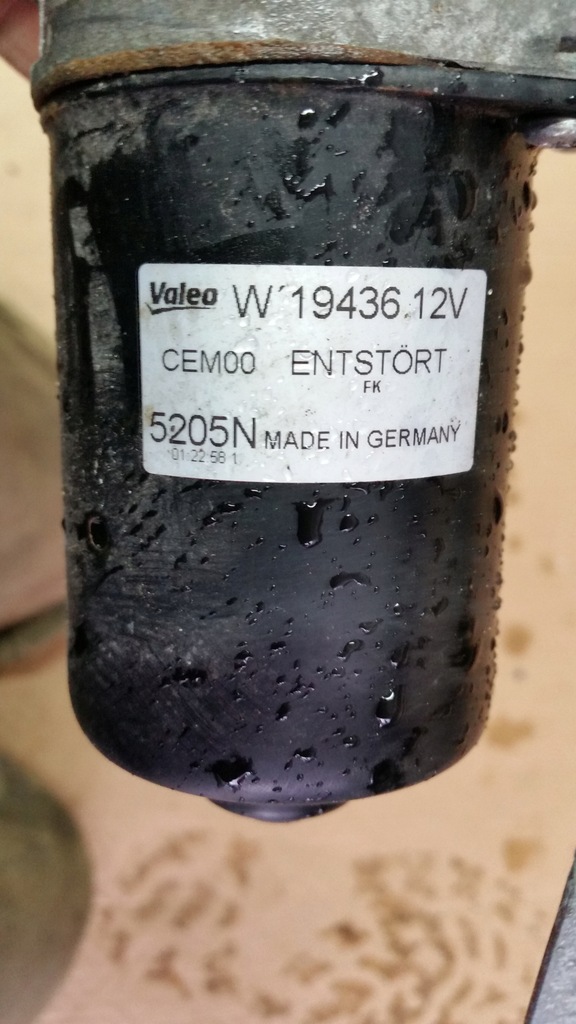 Valeo W 19436.12V
CEM00 ENTSTÖRT
FK
5205N MADE IN GERMANY
01 22 58 1